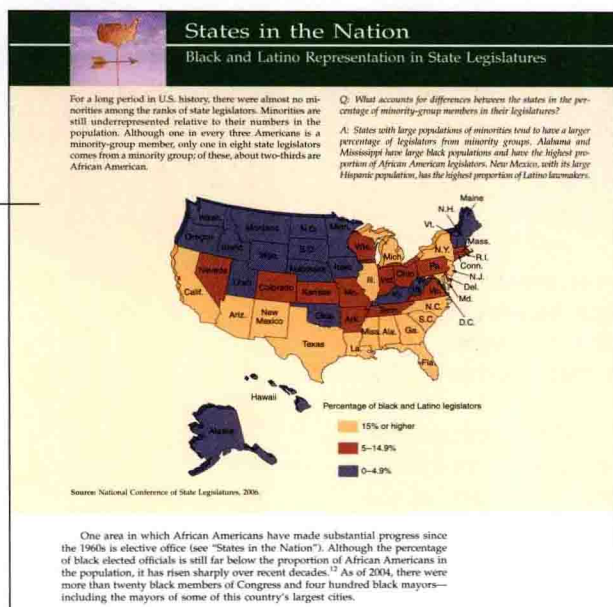 States in the Nation
Black and Latino Representation in State Legislatures
For a long period in U.S. history, there were almost no mi-
norities among the ranks of state legislators. Minorities are
still underrepresented relative to their numbers in the
population. Although one in every three Americans is a
minority-group member, only one in eight state legislators
comes from a minority group; of these, about two-thirds are
African American.
Q: What accounts for differences between the states in the per-
centage of minority-group members in their legislatures?
A: States with large populations of minorities tend to have a larger
percentage of legislators from minority groups. Alabama and
Mississippi have large black populations and have the highest pro-
portion of African American legislators. New Mexico, with its large
Hispanic population, has the highest proportion of Latino lawmakers.
Maine
N.H.
Vt.
Wash.
Montana
N.D.
Minn.
Oregon
Idaho
S.D.
Wis.
Mich.
N.Y.
Mass.
R.I.
Conn.
N.J.
Del.
Md.
D.C.
Wyo.
Nebraska
Iowa
Nevada
Utah
Colorado
Kansas
Mo.
Il.
Ind.
Ohio
Pa.
Calif.
Ariz.
New
Mexico
Okla.
Ark.
Tenn.
N.C.
S.C.
Texas
La.
Miss.
Ala.
Ga.
Fla.
Hawaii
Alaska
Percentage of black and Latino legislators
15% or higher
5–14.9%
0–4.9%
Source: National Conference of State Legislatures, 2006.
One area in which African Americans have made substantial progress since
the 1960s is elective office (see "States in the Nation"). Although the percentage
of black elected officials is still far below the proportion of African Americans in
the population, it has risen sharply over recent decades.12 As of 2004, there were
more than twenty black members of Congress and four hundred black mayors—
including the mayors of some of this country's largest cities.